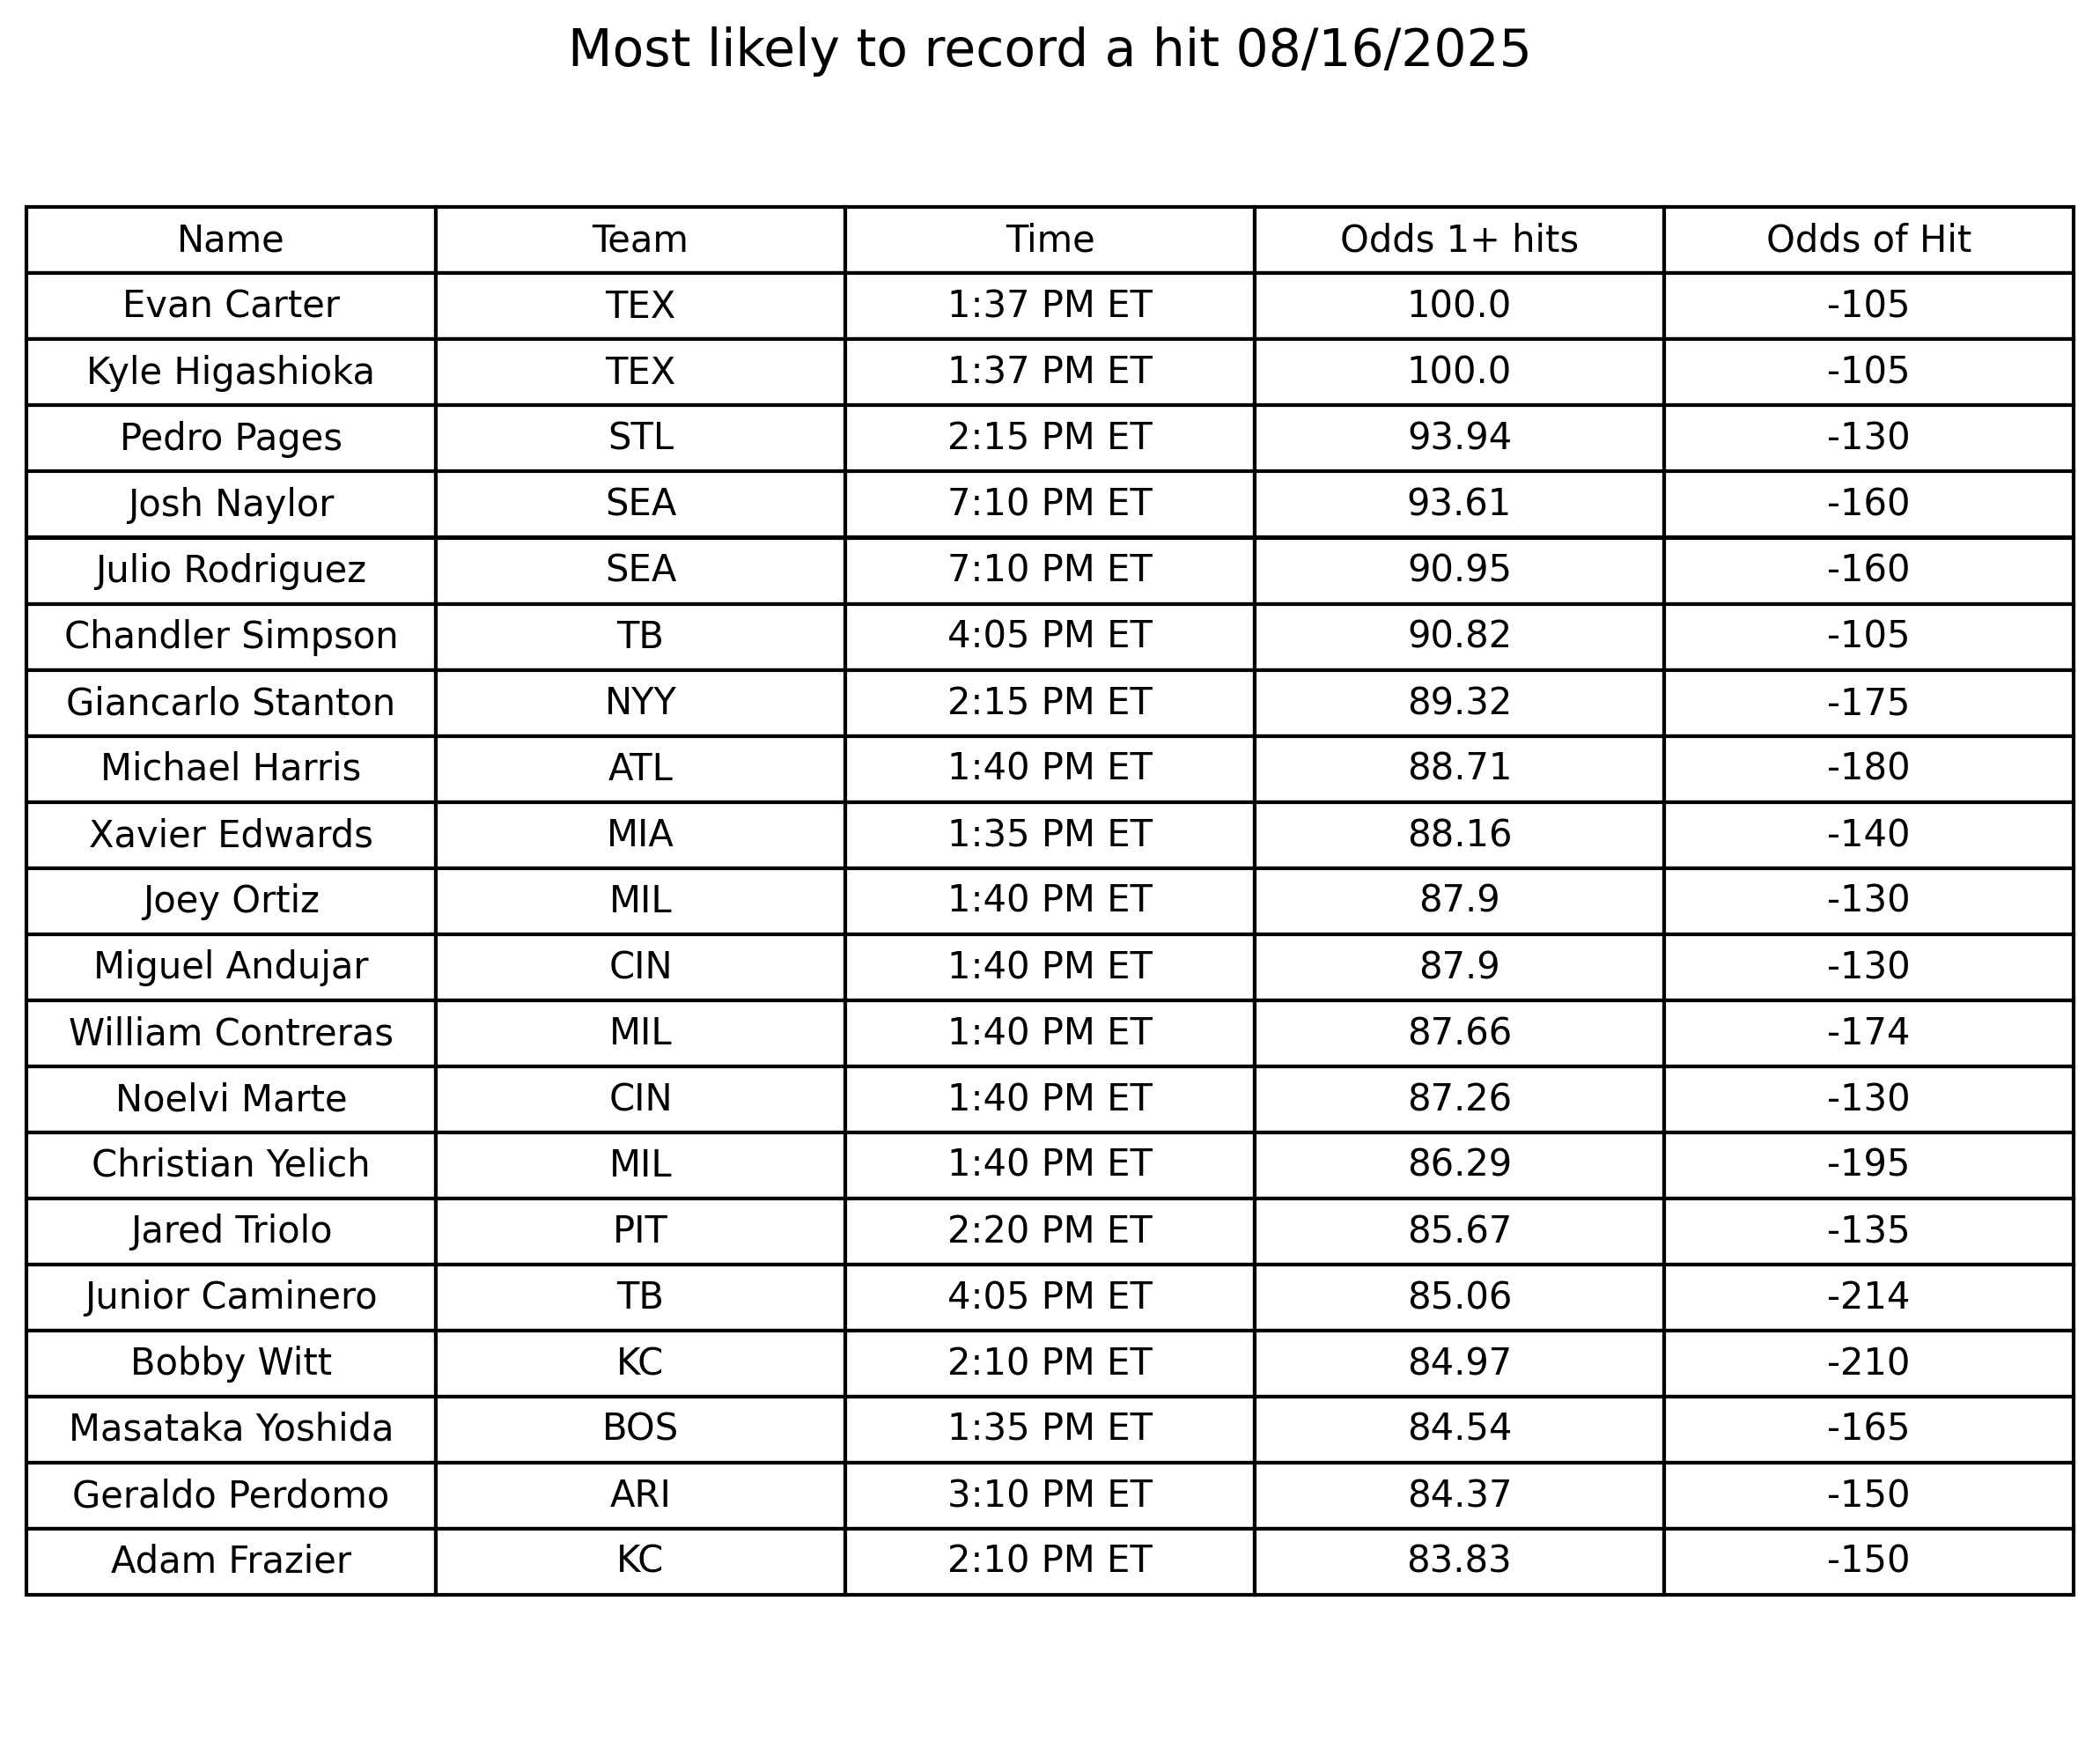 Most likely to record a hit 08/16/2025
Name Team Time Odds 1+ hits Odds of Hit
Evan Carter TEX 1:37 PM ET 100.0 -105
Kyle Higashioka TEX 1:37 PM ET 100.0 -105
Pedro Pages STL 2:15 PM ET 93.94 -130
Josh Naylor SEA 7:10 PM ET 93.61 -160
Julio Rodriguez SEA 7:10 PM ET 90.95 -160
Chandler Simpson TB 4:05 PM ET 90.82 -105
Giancarlo Stanton NYY 2:15 PM ET 89.32 -175
Michael Harris ATL 1:40 PM ET 88.71 -180
Xavier Edwards MIA 1:35 PM ET 88.16 -140
Joey Ortiz MIL 1:40 PM ET 87.9 -130
Miguel Andujar CIN 1:40 PM ET 87.9 -130
William Contreras MIL 1:40 PM ET 87.66 -174
Noelvi Marte CIN 1:40 PM ET 87.26 -130
Christian Yelich MIL 1:40 PM ET 86.29 -195
Jared Triolo PIT 2:20 PM ET 85.67 -135
Junior Caminero TB 4:05 PM ET 85.06 -214
Bobby Witt KC 2:10 PM ET 84.97 -210
Masataka Yoshida BOS 1:35 PM ET 84.54 -165
Geraldo Perdomo ARI 3:10 PM ET 84.37 -150
Adam Frazier KC 2:10 PM ET 83.83 -150